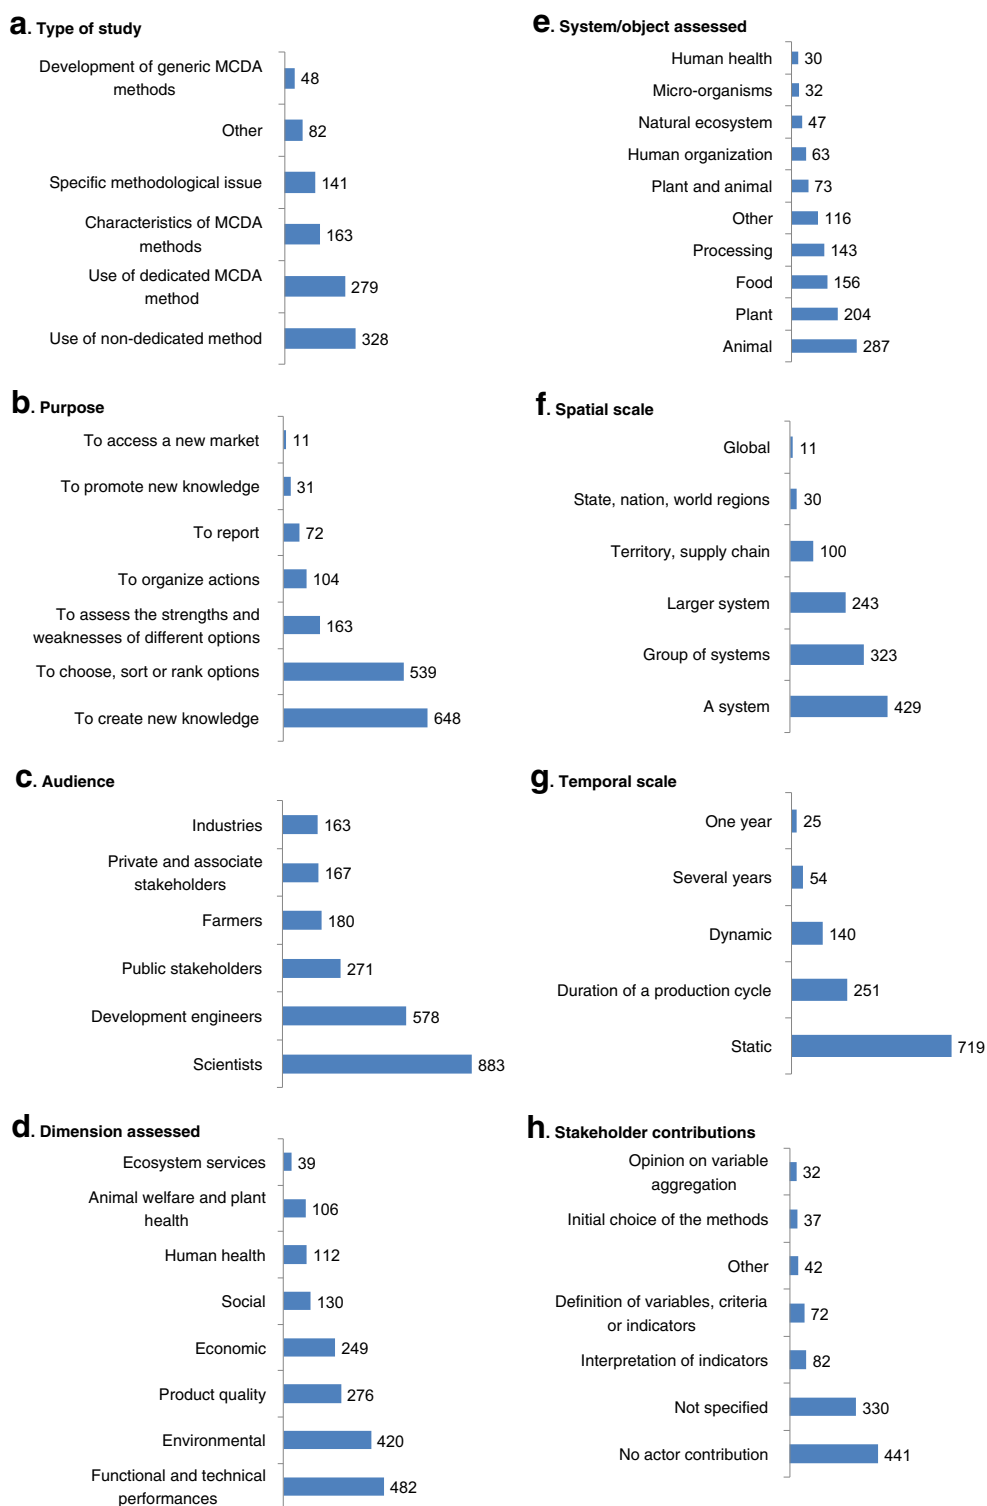 a. Type of study
Development of generic MCDA
methods
48
Other
82
Specific methodological issue
141
Characteristics of MCDA
methods
163
Use of dedicated MCDA
method
279
Use of non-dedicated method
328
b. Purpose
To access a new market
11
To promote new knowledge
31
To report
72
To organize actions
104
To assess the strengths and
weaknesses of different options
163
To choose, sort or rank options
539
To create new knowledge
648
c. Audience
Industries
163
Private and associate
stakeholders
167
Farmers
180
Public stakeholders
271
Development engineers
578
Scientists
883
d. Dimension assessed
Ecosystem services
39
Animal welfare and plant
health
106
Human health
112
Social
130
Economic
249
Product quality
276
Environmental
420
Functional and technical
performances
482
e. System/object assessed
Human health
30
Micro-organisms
32
Natural ecosystem
47
Human organization
63
Plant and animal
73
Other
116
Processing
143
Food
156
Plant
204
Animal
287
f. Spatial scale
Global
11
State, nation, world regions
30
Territory, supply chain
100
Larger system
243
Group of systems
323
A system
429
g. Temporal scale
One year
25
Several years
54
Dynamic
140
Duration of a production cycle
251
Static
719
h. Stakeholder contributions
Opinion on variable
aggregation
32
Initial choice of the methods
37
Other
42
Definition of variables, criteria
or indicators
72
Interpretation of indicators
82
Not specified
330
No actor contribution
441